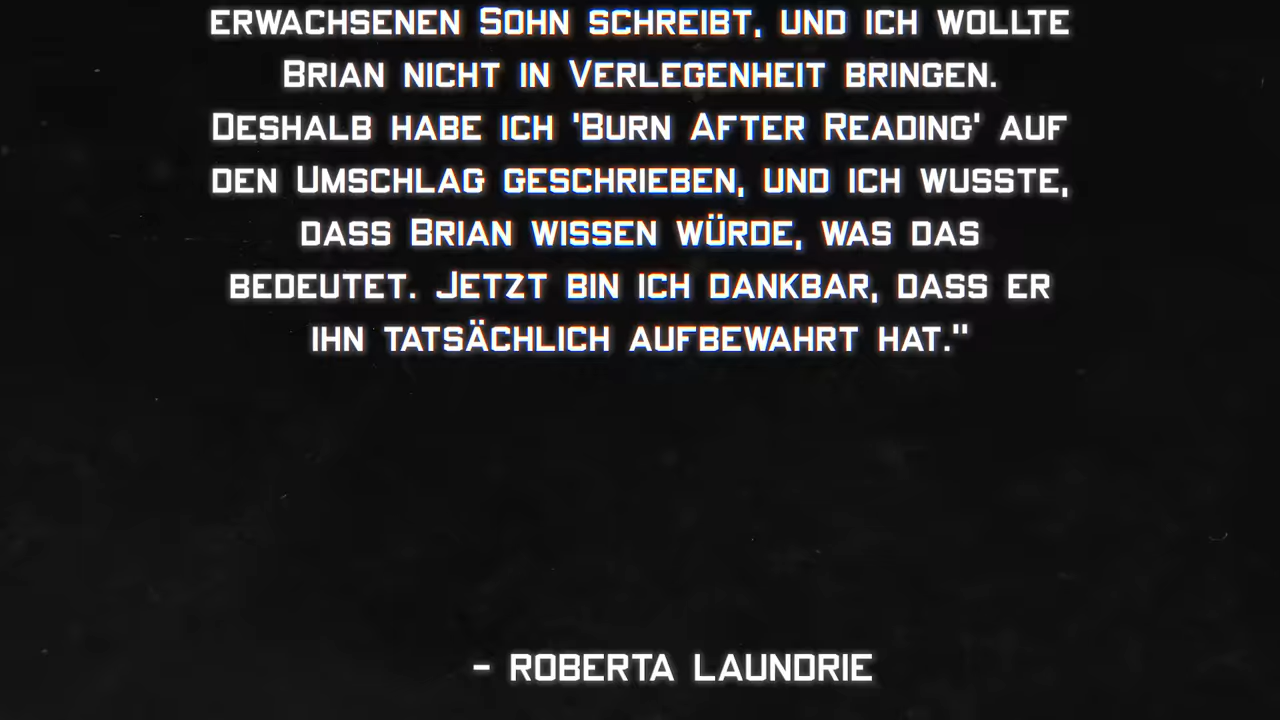 ERWACHSENEN SOHN SCHREIBT, UND ICH WOLLTE
BRIAN NICHT IN VERLEGENHEIT BRINGEN.
DESHALB HABE ICH 'BURN AFTER READING' AUF
DEN UMSCHLAG GESCHRIEBEN, UND ICH WUSSTE,
DASS BRIAN WISSEN WÜRDE, WAS DAS
BEDEUTET. JETZT BIN ICH DANKBAR, DASS ER
IHN TATSÄCHLICH AUFBEWAHRT HAT."
- ROBERTA LAUNDRIE